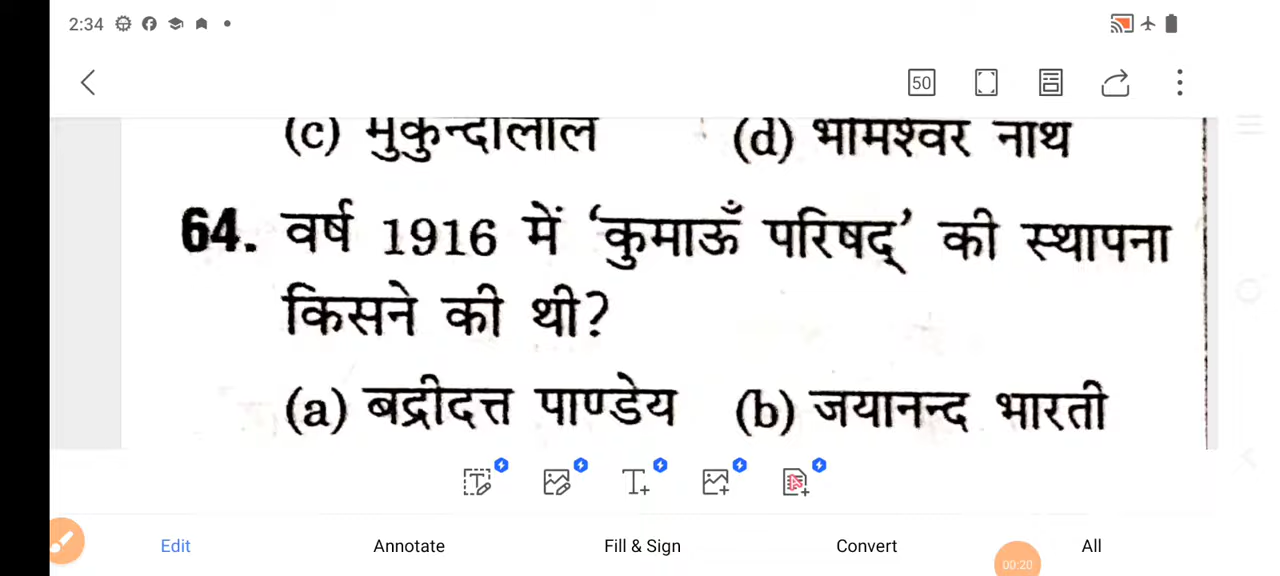 2:34
50
(c) मुकुन्दीलाल (d) भीमेश्वर नाथ
64. वर्ष 1916 में ‘कुमाऊँ परिषद्’ की स्थापना
किसने की थी?
(a) बद्रीदत्त पाण्डेय (b) जयानन्द भारती
Edit Annotate Fill & Sign Convert All
00:20